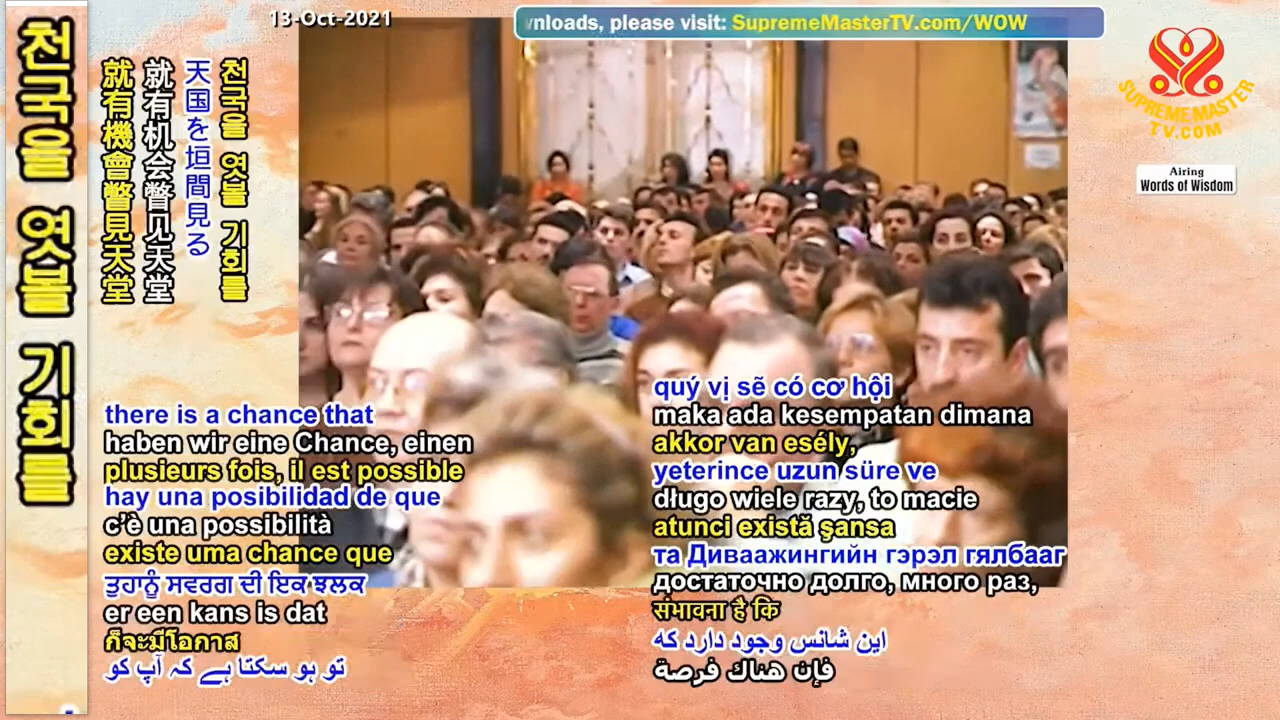 천국을 엿볼 기회를
13-Oct-2021
nloads, please visit: SupremeMasterTV.com/WOW
SUPREME MASTER
TV.COM
Airing
Words of Wisdom
천국을 엿볼 기회를
天国を垣間見る
就有机会瞥见天堂
就有機會瞥見天堂
there is a chance that
haben wir eine Chance, einen
plusieurs fois, il est possible
hay una posibilidad de que
c'è una possibilità
existe uma chance que
ਤੁਹਾਨੂੰ ਸਵਰਗ ਦੀ ਇਕ ਝਲਕ
er een kans is dat
ก็จะมีโอกาส
تو ہو سکتا ہے کہ آپ کو
quý vị sẽ có cơ hội
maka ada kesempatan dimana
akkor van esély,
yeterince uzun süre ve
długo wiele razy, to macie
atunci există şansa
та Диваажингийн гэрэл гялбааг
достаточно долго, много раз,
संभावना है कि
این شانس وجود دارد که
فإن هناك فرصة